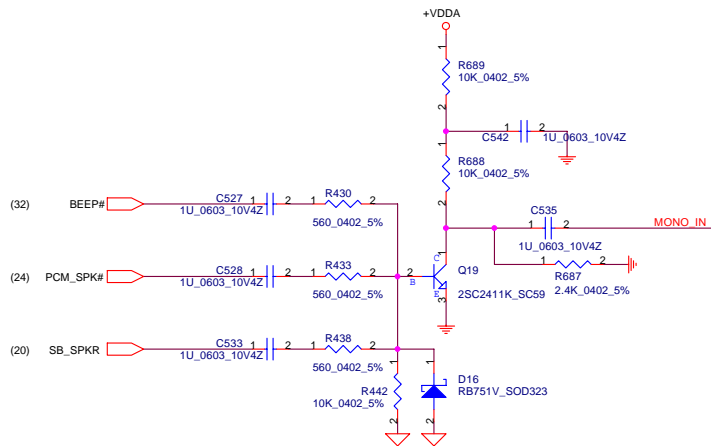 +VDDA
1
R689
10K_0402_5%
2
1
2
C542
1U_0603_10V4Z
1
R688
10K_0402_5%
2
(32)
BEEP#
C527
1
2
1U_0603_10V4Z
R430
1
2
560_0402_5%
C535
1
2
1U_0603_10V4Z
MONO_IN
1
2
R687
2.4K_0402_5%
(24)
PCM_SPK#
C528
1
2
1U_0603_10V4Z
R433
1
2
560_0402_5%
2
B
C
1
E
3
Q19
2SC2411K_SC59
(20)
SB_SPKR
C533
1
2
1U_0603_10V4Z
R438
1
2
560_0402_5%
1
R442
10K_0402_5%
2
1
D16
RB751V_SOD323
2